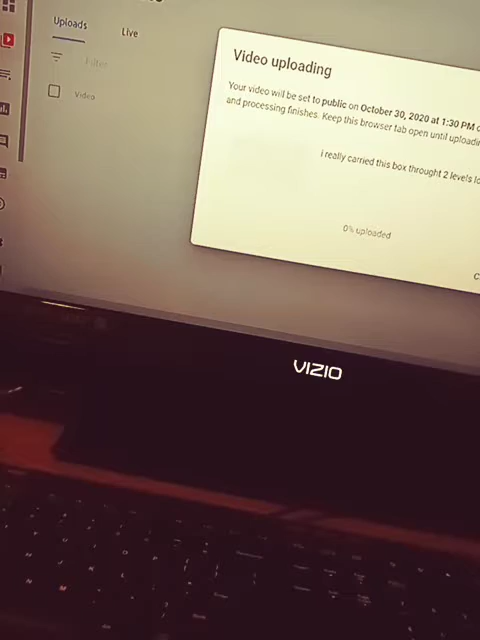 Uploads
Live
Filter
Video
Video uploading
Your video will be set to public on October 30, 2020 at 1:30 PM
and processing finishes. Keep this browser tab open until
i really carried this box throught 2 levels
0% uploaded
VIZIO